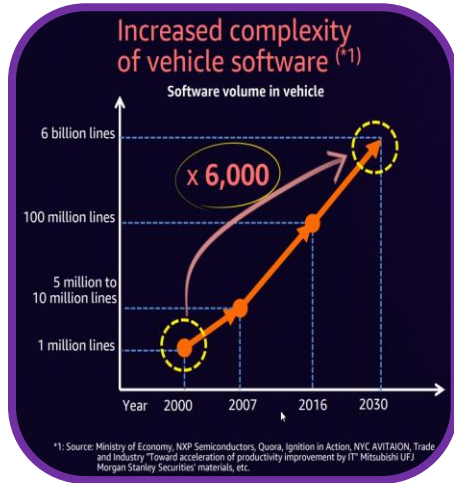 Increased complexity
of vehicle software (*1)
Software volume in vehicle
6 billion lines
x 6,000
100 million lines
5 million to
10 million lines
1 million lines
Year 2000 2007 2016 2030
*1: Source: Ministry of Economy, NXP Semiconductors, Quora, Ignition in Action, NYC AVITAION, Trade
and Industry "Toward acceleration of productivity improvement by IT" Mitsubishi UFJ
Morgan Stanley Securities' materials, etc.